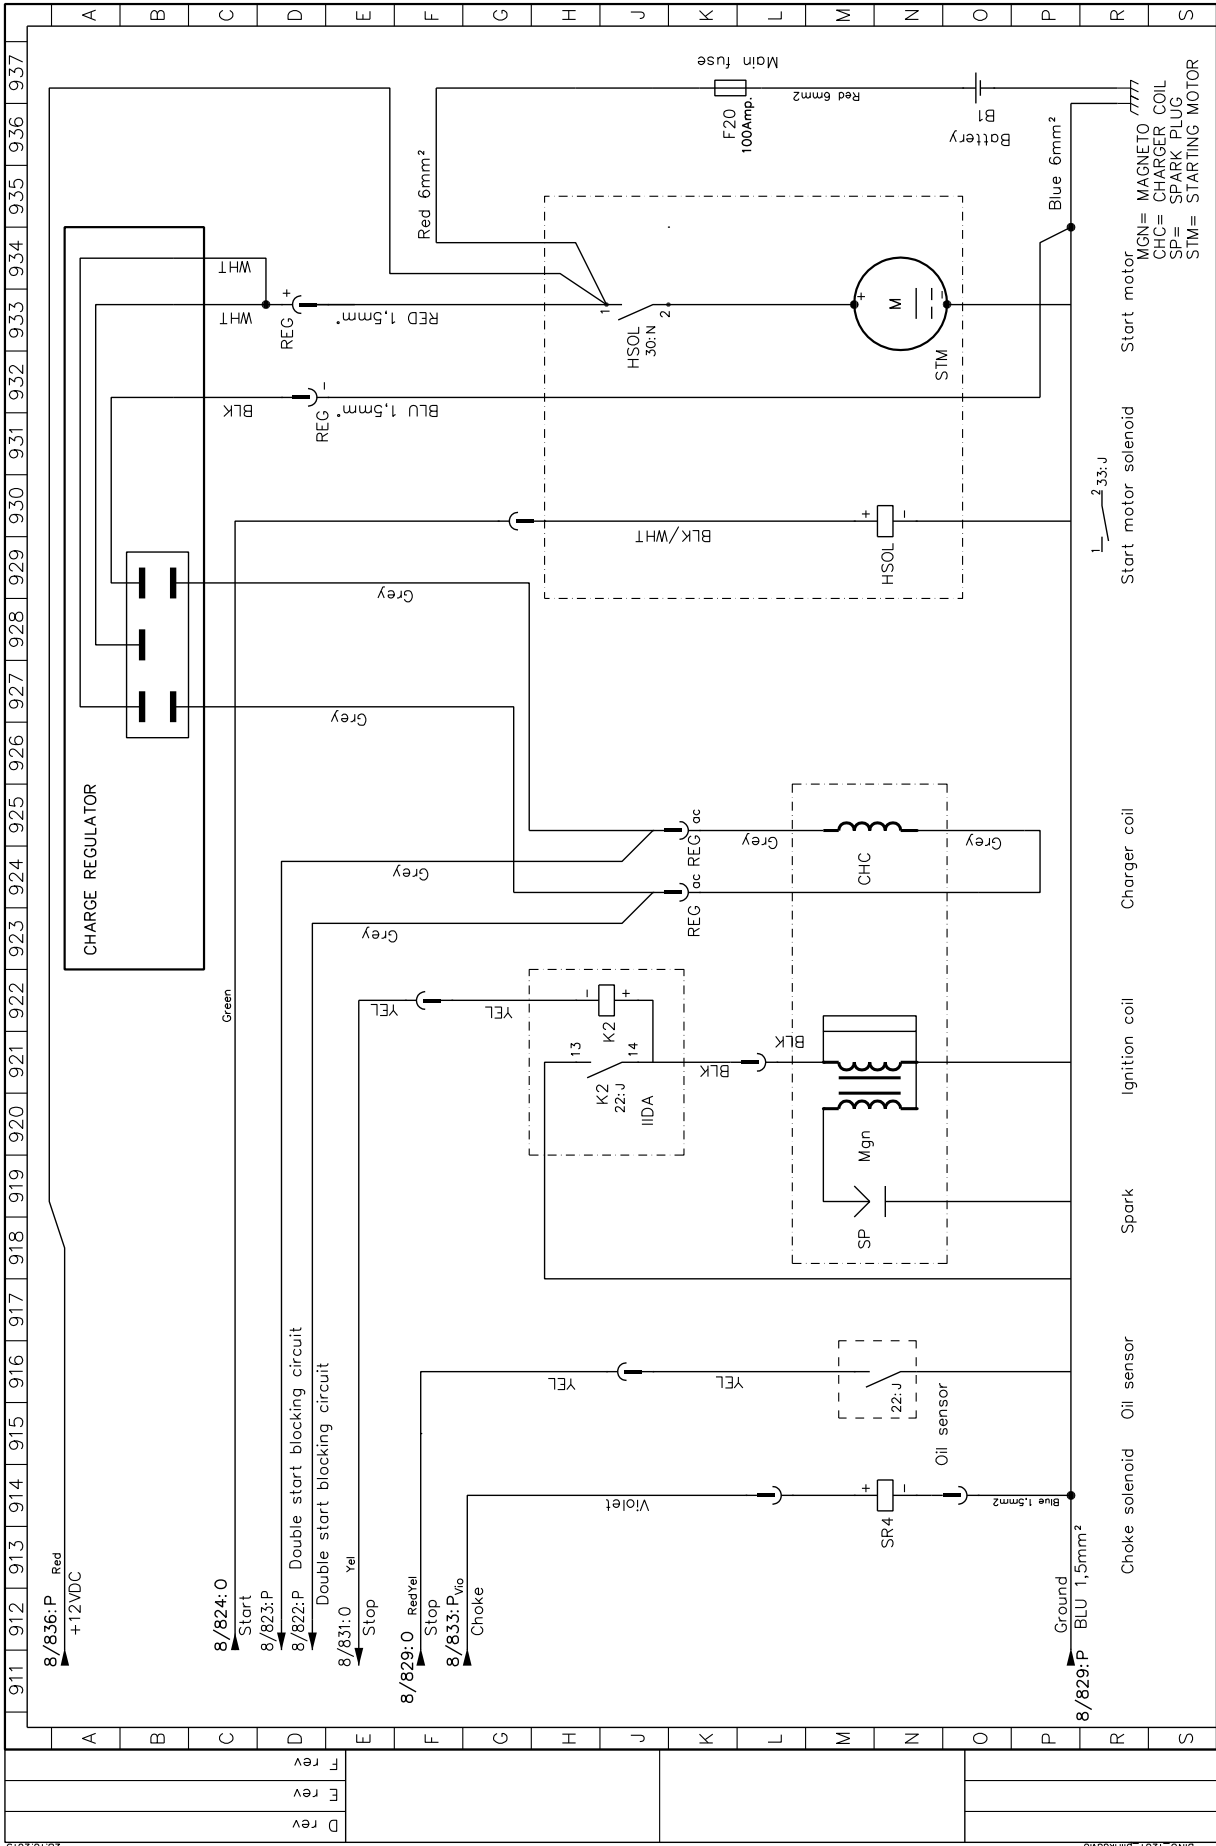 A B C D E F G H J K L M N O P R S
911 912 913 914 915 916 917 918 919 920 921 922 923 924 925 926 927 928 929 930 931 932 933 934 935 936 937
8/836:P Red
+12VDC
8/824:O
Start
Green
8/823:P Double start blocking circuit
8/822:P
Double start blocking circuit
8/831:O Yel
Stop
8/829:O RedYel
Stop
8/833:P Vio
Choke
Ground
8/829:P BLU 1,5mm²
CHARGE REGULATOR
WHT
WHT
BLK
REG +
REG -
RED 1,5mm²
BLU 1,5mm²
Red 6mm²
Main fuse
F20
100Amp.
Red 6mm2
B1
Battery
Blue 6mm²
HSOL
30:N
1
2
M
+
-
STM
BLK/WHT
+
-
HSOL
1 2 33:J
Grey
Grey
Grey
Grey
REG ac
REG ac
Grey
Grey
CHC
YEL
YEL
13
14
K2
22:J
IIDA
-
+
K2
BLK
BLK
Mgn
SP
YEL
YEL
22:J
Oil sensor
Violet
+
-
SR4
Blue 1,5mm2
Choke solenoid
Oil sensor
Spark
Ignition coil
Charger coil
Start motor solenoid
Start motor
MGN= MAGNETO
CHC= CHARGER COIL
SP= SPARK PLUG
STM= STARTING MOTOR
A B C D E F G H J K L M N O P R S
F rev
E rev
D rev